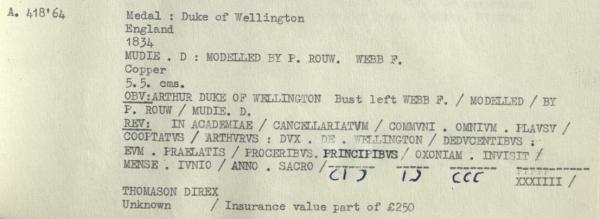 A. 418'64
Medal : Duke of Wellington
England
1834
MUDIE . D : MODELLED BY P. ROUW. WEBB F.
Copper
5.5. cms.
OBV:ARTHUR DUKE OF WELLINGTON Bust left WEBB F. / MODELLED / BY
P. ROUW / MUDIE. D.
REV: IN ACADEMIAE / CANCELLARIATVM / COMMVNI . OMNIVM . PLAVSV /
COOPTATVS / ARTHVRVS : DVX . DE . WELLINGTON / DEDVCENTIBVS :
EVM . PRAELATIS / PROCERIBVS. PRINCIPIBVS / OXONIAM . INVISIT /
MENSE . IVNIO / ANNO . SACRO /
XXXIIII /
THOMASON DIREX
Unknown / Insurance value part of £250